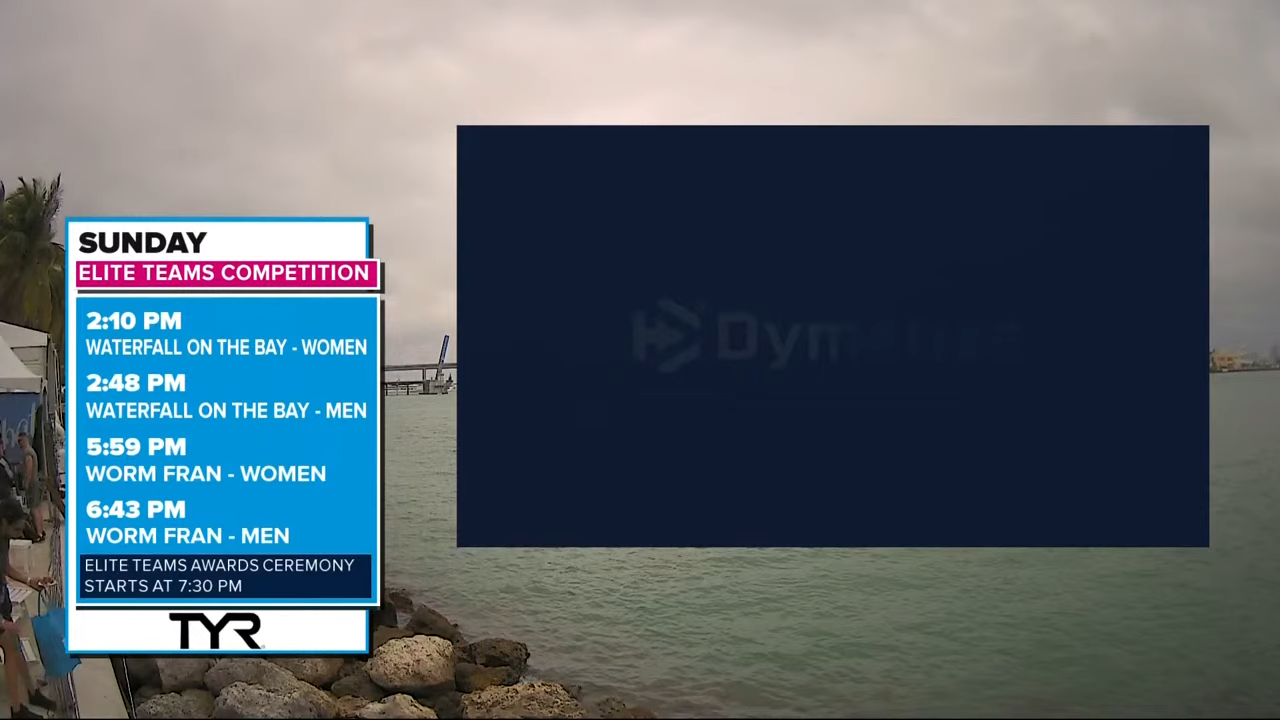 SUNDAY
ELITE TEAMS COMPETITION
2:10 PM
WATERFALL ON THE BAY - WOMEN
2:48 PM
WATERFALL ON THE BAY - MEN
5:59 PM
WORM FRAN - WOMEN
6:43 PM
WORM FRAN - MEN
ELITE TEAMS AWARDS CEREMONY
STARTS AT 7:30 PM
TYR
Dymatize